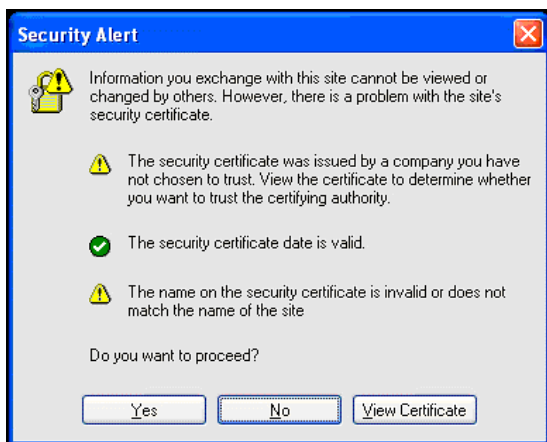 Security Alert
Information you exchange with this site cannot be viewed or
changed by others. However, there is a problem with the site's
security certificate.
The security certificate was issued by a company you have
not chosen to trust. View the certificate to determine whether
you want to trust the certifying authority.
The security certificate date is valid.
The name on the security certificate is invalid or does not
match the name of the site
Do you want to proceed?
Yes No View Certificate